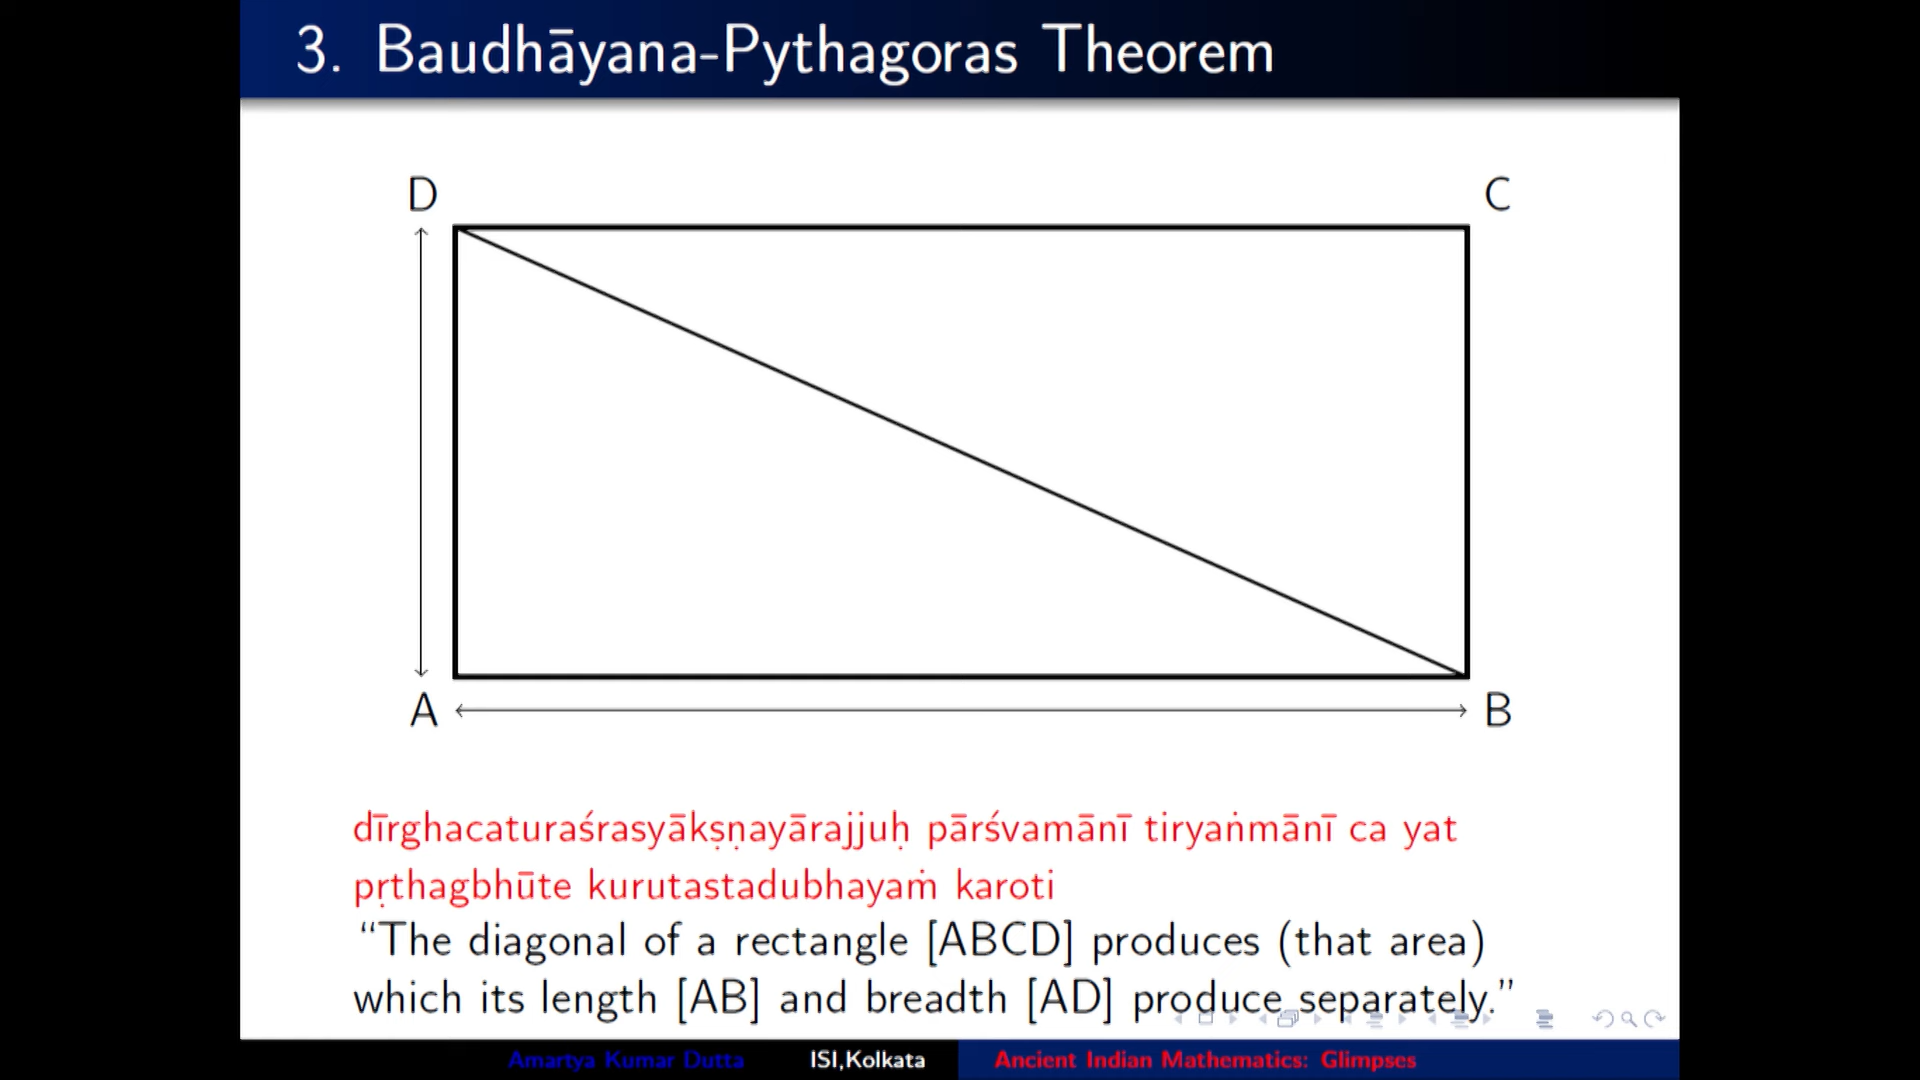 3. Baudhāyana-Pythagoras Theorem
D
C
A
B
dīrghacaturaśrasyākṣṇayārajjuḥ pārśvamānī tiryaṅmānī ca yat
pṛthagbhūte kurutastadubhayaṁ karoti
“The diagonal of a rectangle [ABCD] produces (that area)
which its length [AB] and breadth [AD] produce separately.”
Amartya Kumar Dutta ISI,Kolkata Ancient Indian Mathematics: Glimpses